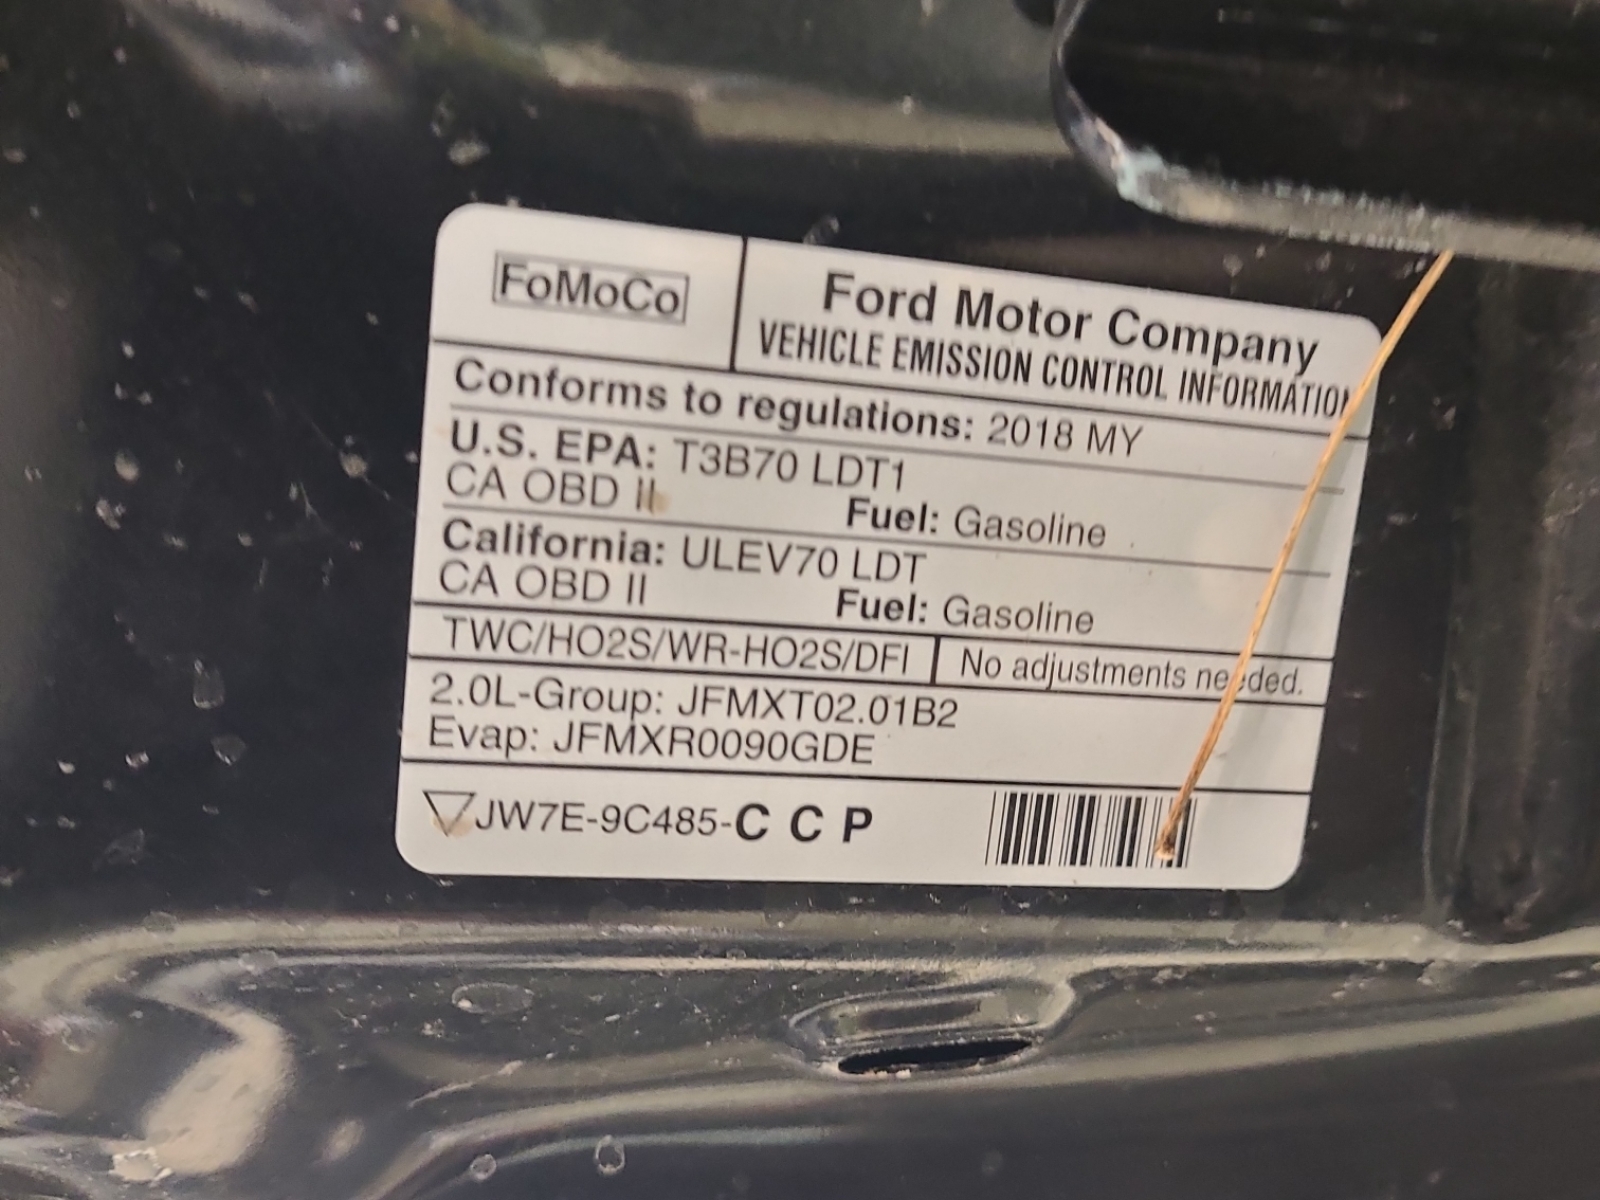 FoMoCo
Ford Motor Company
VEHICLE EMISSION CONTROL INFORMATION
Conforms to regulations: 2018 MY
U.S. EPA: T3B70 LDT1
CA OBD II Fuel: Gasoline
California: ULEV70 LDT
CA OBD II Fuel: Gasoline
TWC/HO2S/WR-HO2S/DFI No adjustments needed.
2.0L-Group: JFMXT02.01B2
Evap: JFMXR0090GDE
JW7E-9C485-C C P